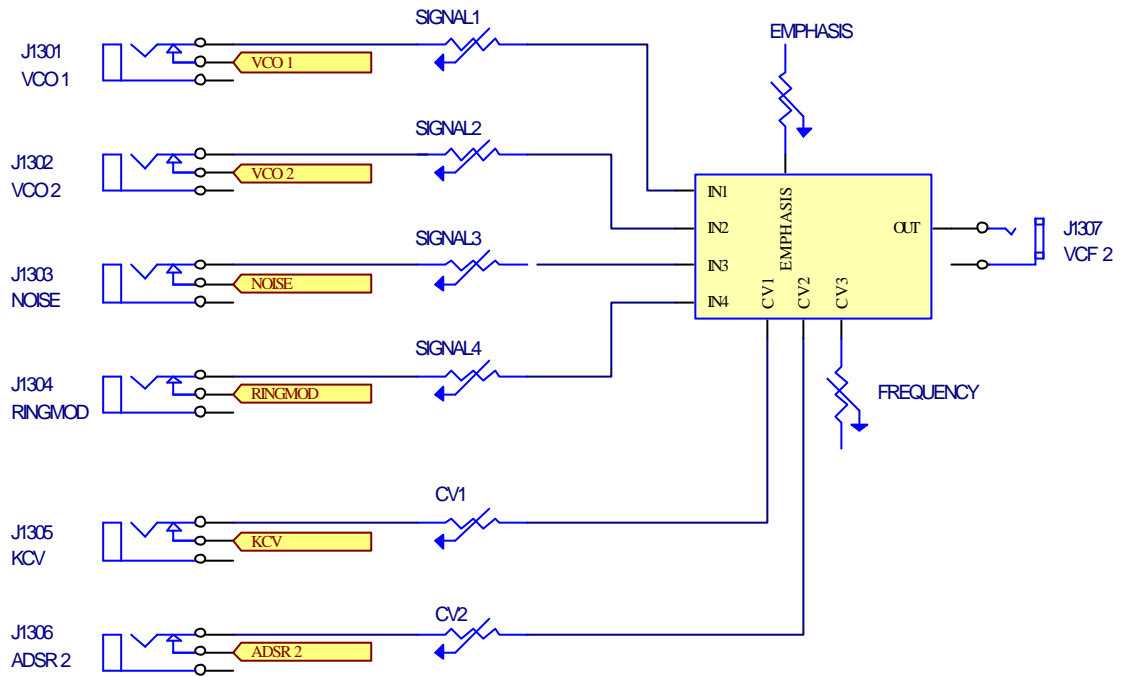 SIGNAL1
EMPHASIS
J1301
VCO 1
VCO 1
SIGNAL2
J1302
VCO 2
VCO 2
IN1
IN2
IN3
IN4
EMPHASIS
CV1
CV2
CV3
OUT
J1307
VCF 2
SIGNAL3
J1303
NOISE
NOISE
SIGNAL4
J1304
RINGMOD
RINGMOD
FREQUENCY
CV1
J1305
KCV
KCV
CV2
J1306
ADSR 2
ADSR 2